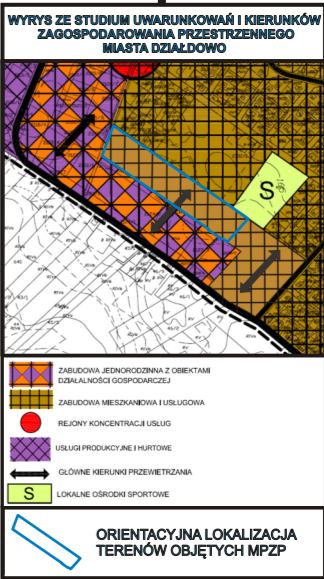 WYRYS ZE STUDIUM UWARUNKOWAŃ I KIERUNKÓW
ZAGOSPODAROWANIA PRZESTRZENNEGO
MIASTA DZIAŁDOWO
S
ZABUDOWA JEDNORODZINNA Z OBIEKTAMI
DZIAŁALNOŚCI GOSPODARCZEJ
ZABUDOWA MIESZKANIOWA I USŁUGOWA
REJONY KONCENTRACJI USŁUG
USŁUGI PRODUKCYJNE I HURTOWE
GŁÓWNE KIERUNKI PRZEWIETRZANIA
S LOKALNE OŚRODKI SPORTOWE
ORIENTACYJNA LOKALIZACJA
TERENÓW OBJĘTYCH MPZP